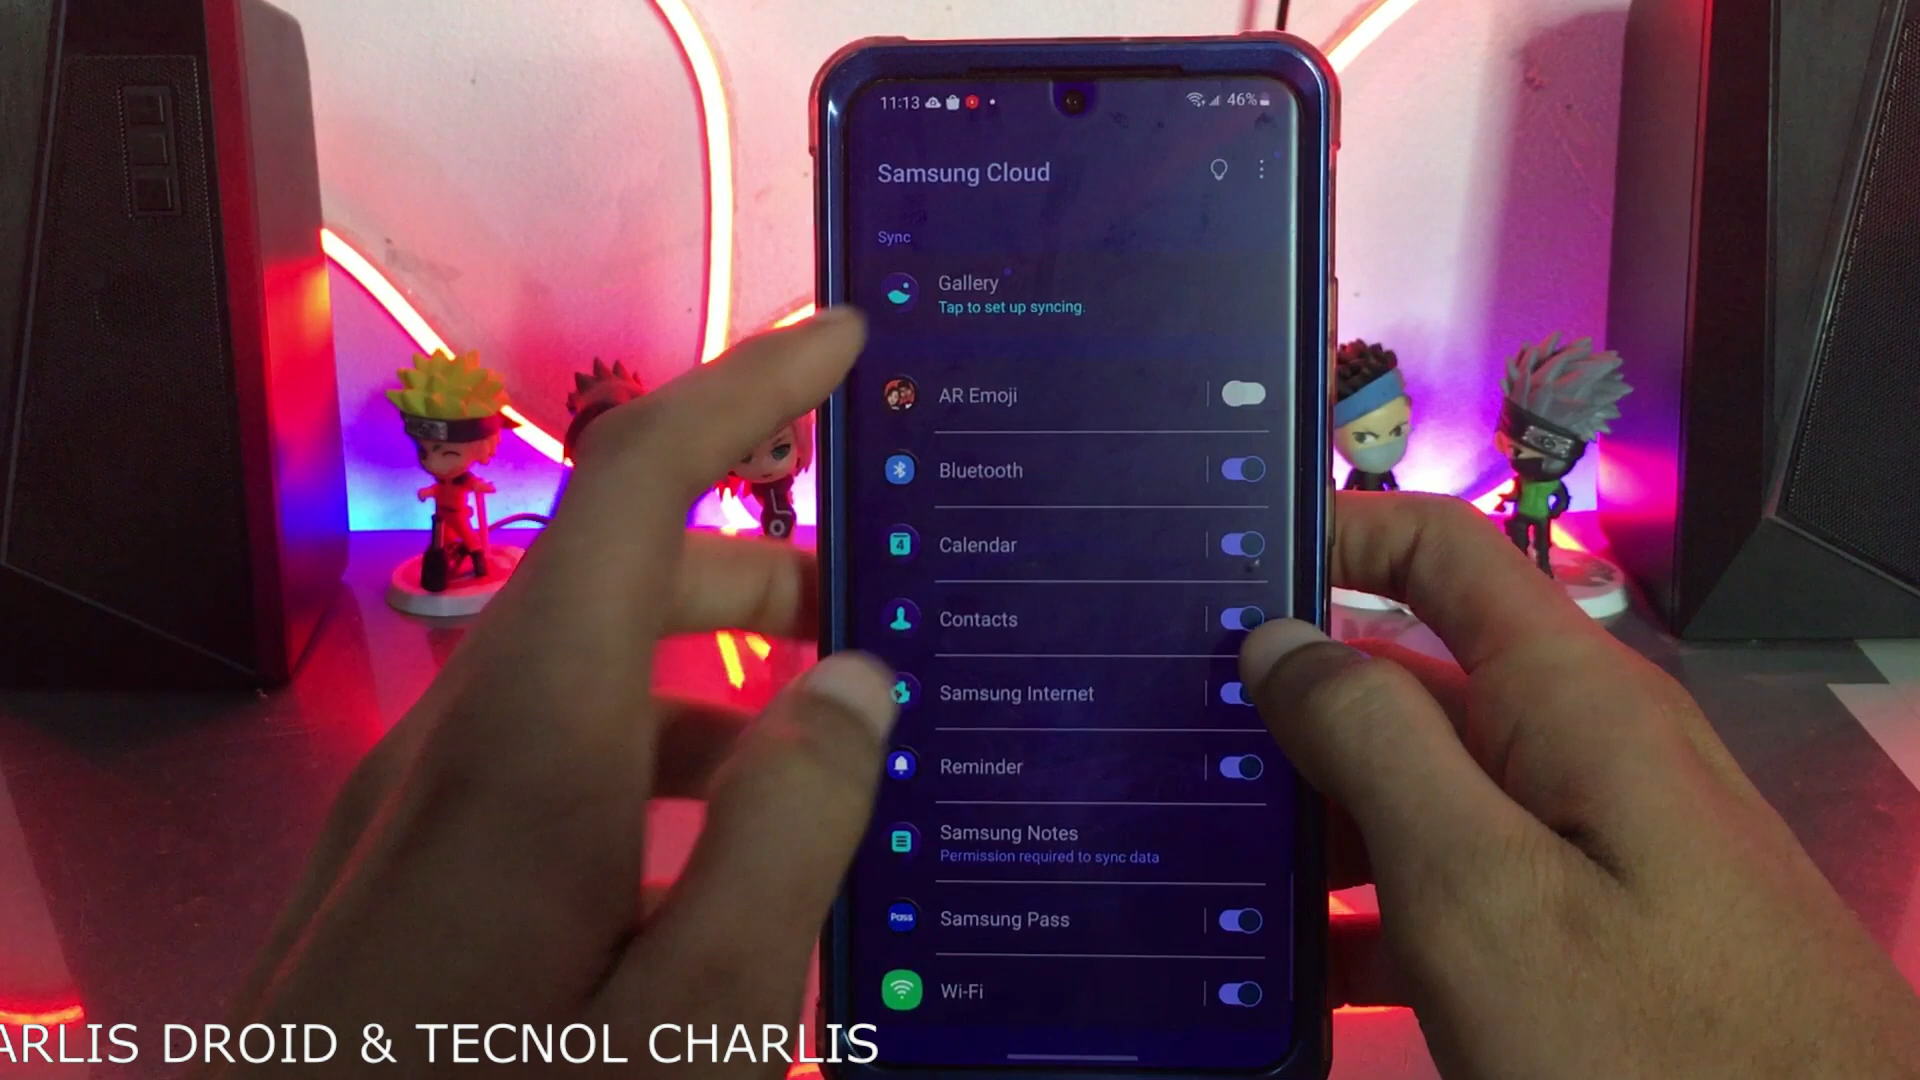 11:13
46%
Samsung Cloud
Sync
Gallery
Tap to set up syncing.
AR Emoji
Bluetooth
4
Calendar
Contacts
Samsung Internet
Reminder
Samsung Notes
Permission required to sync data
Pass
Samsung Pass
Wi-Fi
ARLIS DROID & TECNOL CHARLIS